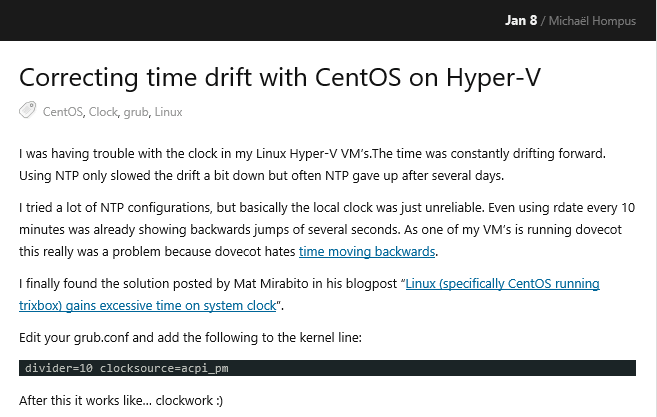 Jan 8 / Michaël Hompus
Correcting time drift with CentOS on Hyper-V
CentOS, Clock, grub, Linux
I was having trouble with the clock in my Linux Hyper-V VM's.The time was constantly drifting forward.
Using NTP only slowed the drift a bit down but often NTP gave up after several days.
I tried a lot of NTP configurations, but basically the local clock was just unreliable. Even using rdate every 10
minutes was already showing backwards jumps of several seconds. As one of my VM's is running dovecot
this really was a problem because dovecot hates time moving backwards.
I finally found the solution posted by Mat Mirabito in his blogpost “Linux (specifically CentOS running
trixbox) gains excessive time on system clock”.
Edit your grub.conf and add the following to the kernel line:
divider=10 clocksource=acpi_pm
After this it works like… clockwork :)